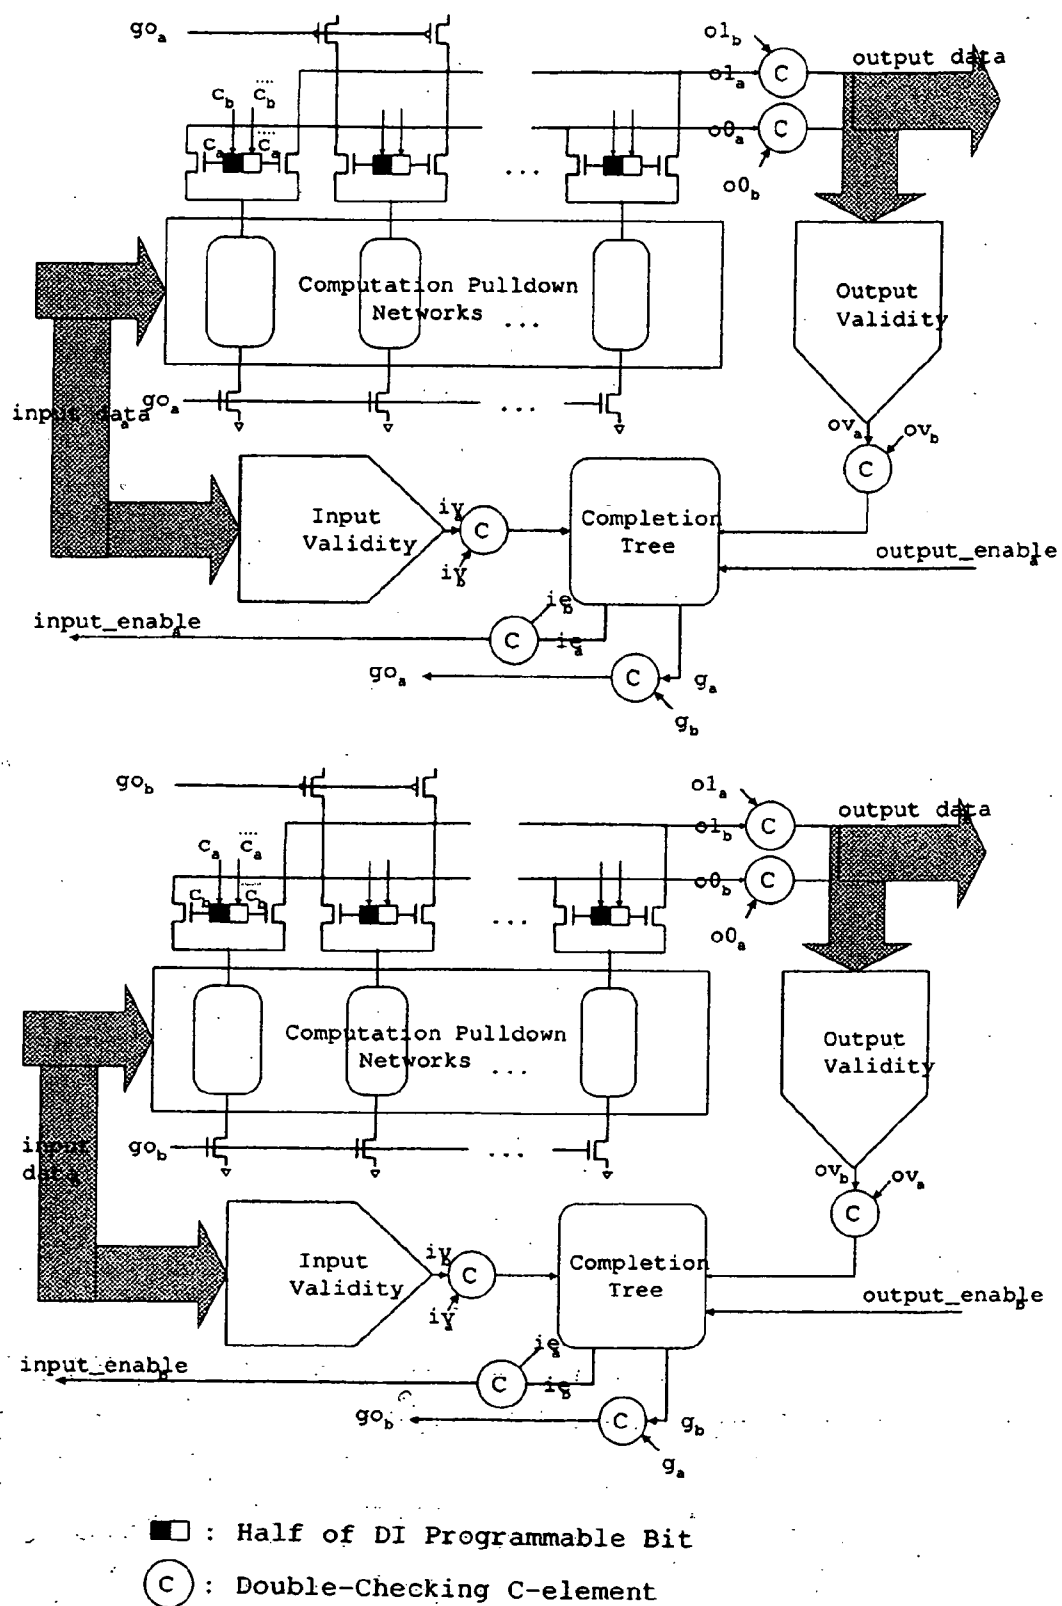 go_a
o1_b
output data_a
C
o1_a
c_b c_b
c_a c_a
C
o0_a
o0_b
...
Computation Pulldown
Networks ...
Output
Validity
input data_a
go_a
...
ov_a
ov_b
C
Input
Validity
iv_a
C
iv_b
Completion
Tree
output_enable_a
input_enable_a
ie_b
C
ie_a
go_a
C
g_a
g_b
go_b
o1_a
output data_b
C
o1_b
c_a c_a
c_b c_b
C
o0_b
o0_a
...
Computation Pulldown
Networks ...
Output
Validity
input
data_b
go_b
...
ov_b
ov_a
C
Input
Validity
iv_b
C
iv_a
Completion
Tree
output_enable_b
input_enable_b
ie_a
C
ie_b
go_b
C
g_b
g_a
: Half of DI Programmable Bit
C : Double-Checking C-element